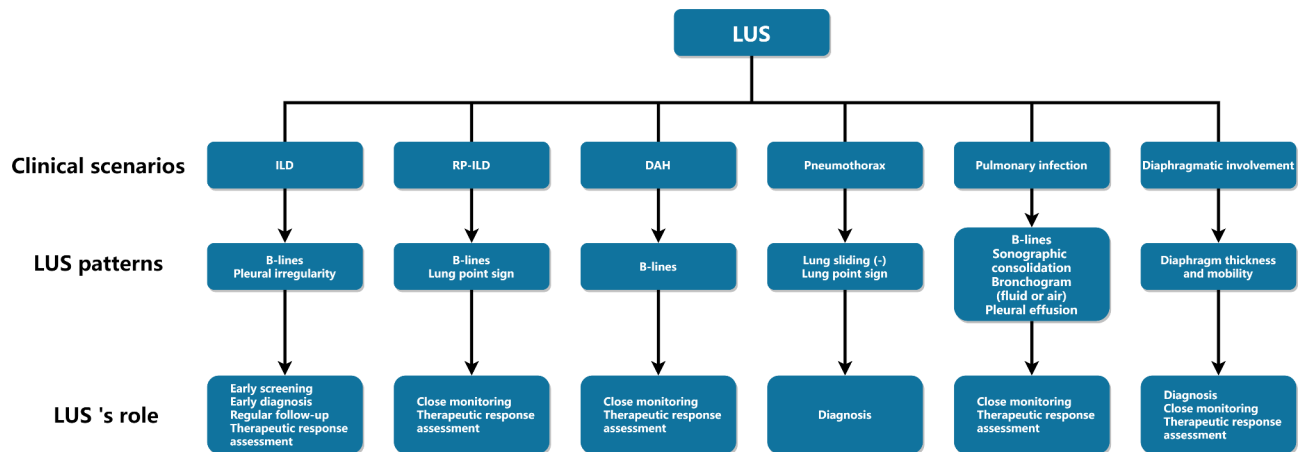 LUS
Clinical scenarios
ILD
RP-ILD
DAH
Pneumothorax
Pulmonary infection
Diaphragmatic involvement
LUS patterns
B-lines
Pleural irregularity
B-lines
Lung point sign
B-lines
Lung sliding (-)
Lung point sign
B-lines
Sonographic
consolidation
Bronchogram
(fluid or air)
Pleural effusion
Diaphragm thickness
and mobility
LUS 's role
Early screening
Early diagnosis
Regular follow-up
Therapeutic response
assessment
Close monitoring
Therapeutic response
assessment
Close monitoring
Therapeutic response
assessment
Diagnosis
Close monitoring
Therapeutic response
assessment
Diagnosis
Close monitoring
Therapeutic response
assessment